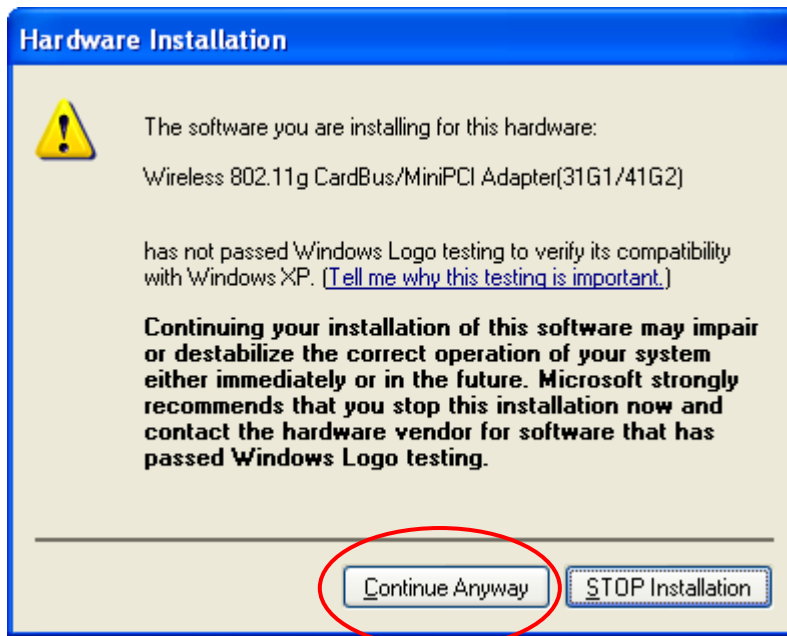 Hardware Installation
The software you are installing for this hardware:
Wireless 802.11g CardBus/MiniPCI Adapter(31G1/41G2)
has not passed Windows Logo testing to verify its compatibility
with Windows XP. (Tell me why this testing is important.)
Continuing your installation of this software may impair
or destabilize the correct operation of your system
either immediately or in the future. Microsoft strongly
recommends that you stop this installation now and
contact the hardware vendor for software that has
passed Windows Logo testing.
Continue Anyway
STOP Installation